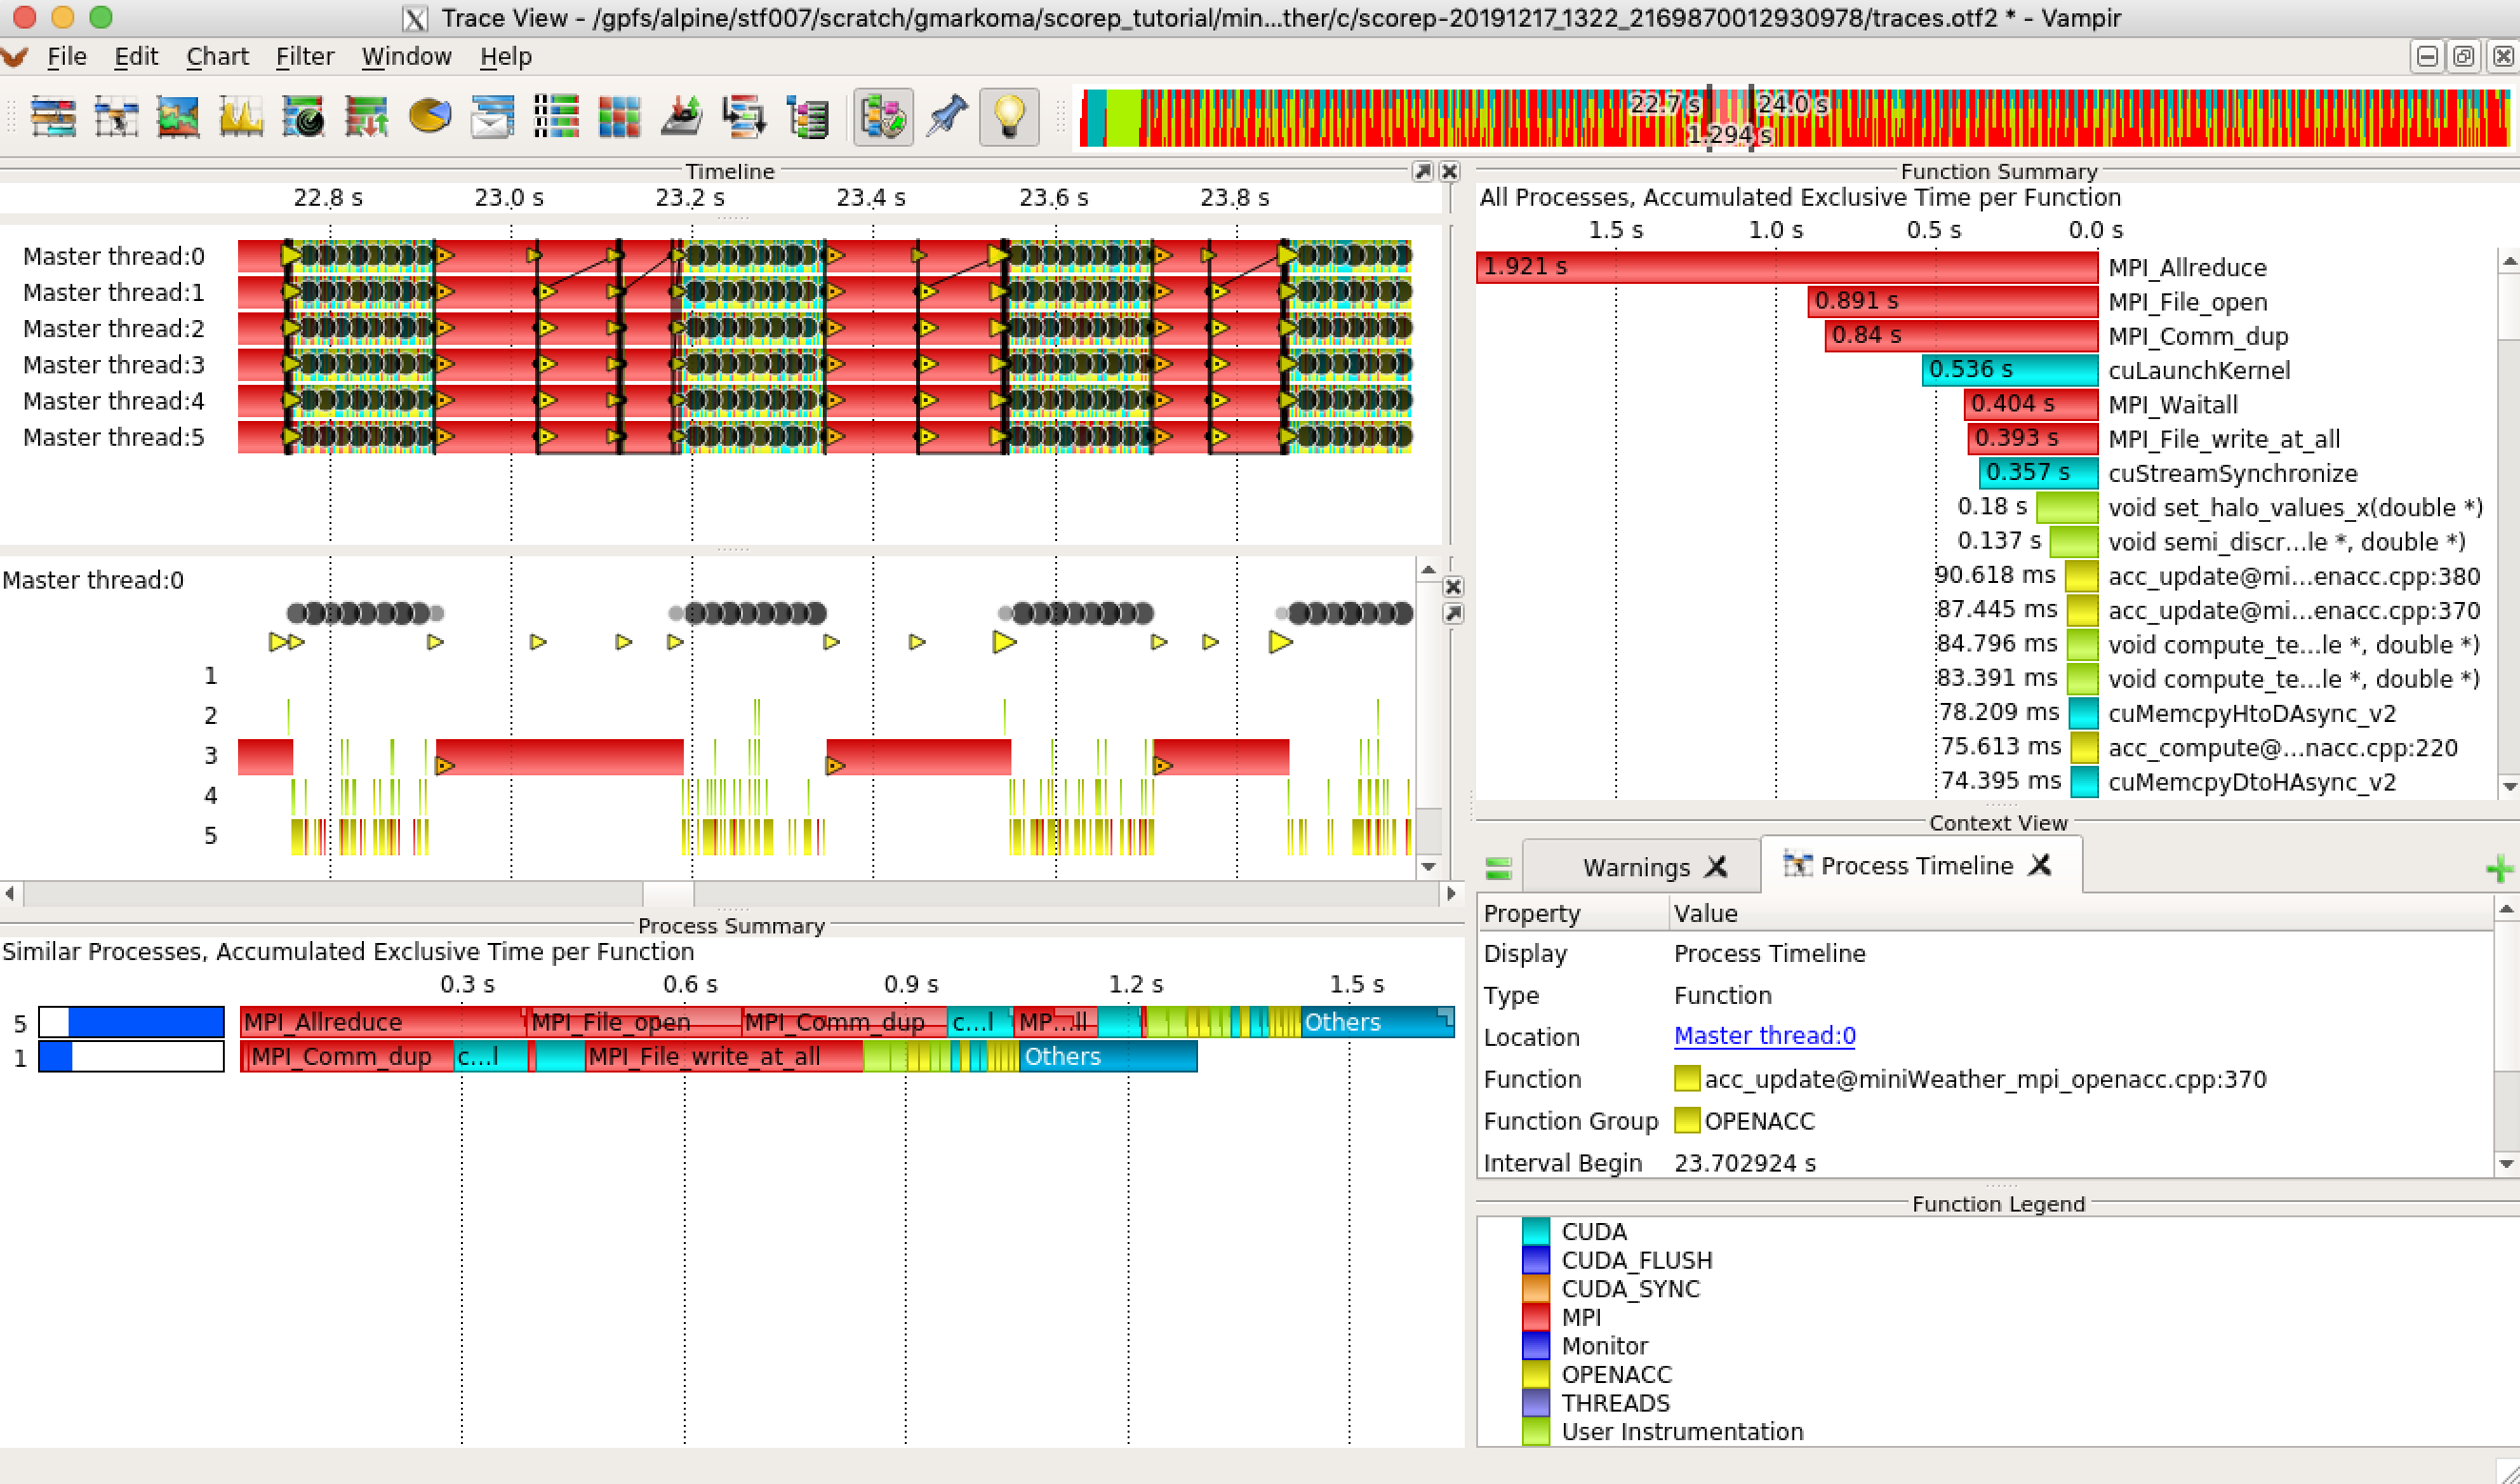 Trace View - /gpfs/alpine/stf007/scratch/gmarkoma/scorep_tutorial/min...ther/c/scorep-20191217_1322_2169870012930978/traces.otf2 * - Vampir
File Edit Chart Filter Window Help
22.7 s 24.0 s
1.294 s
Timeline
22.8 s 23.0 s 23.2 s 23.4 s 23.6 s 23.8 s
Master thread:0
Master thread:1
Master thread:2
Master thread:3
Master thread:4
Master thread:5
Master thread:0
1
2
3
4
5
Process Summary
Similar Processes, Accumulated Exclusive Time per Function
0.3 s 0.6 s 0.9 s 1.2 s 1.5 s
5 MPI_Allreduce MPI_File_open MPI_Comm_dup c...l MP...ll Others
1 MPI_Comm_dup c...l MPI_File_write_at_all Others
Function Summary
All Processes, Accumulated Exclusive Time per Function
1.5 s 1.0 s 0.5 s 0.0 s
1.921 s MPI_Allreduce
0.891 s MPI_File_open
0.84 s MPI_Comm_dup
0.536 s cuLaunchKernel
0.404 s MPI_Waitall
0.393 s MPI_File_write_at_all
0.357 s cuStreamSynchronize
0.18 s void set_halo_values_x(double *)
0.137 s void semi_discr...le *, double *)
90.618 ms acc_update@mi...enacc.cpp:380
87.445 ms acc_update@mi...enacc.cpp:370
84.796 ms void compute_te...le *, double *)
83.391 ms void compute_te...le *, double *)
78.209 ms cuMemcpyHtoDAsync_v2
75.613 ms acc_compute@...nacc.cpp:220
74.395 ms cuMemcpyDtoHAsync_v2
Context View
Warnings Process Timeline
Property Value
Display Process Timeline
Type Function
Location Master thread:0
Function acc_update@miniWeather_mpi_openacc.cpp:370
Function Group OPENACC
Interval Begin 23.702924 s
Function Legend
CUDA
CUDA_FLUSH
CUDA_SYNC
MPI
Monitor
OPENACC
THREADS
User Instrumentation